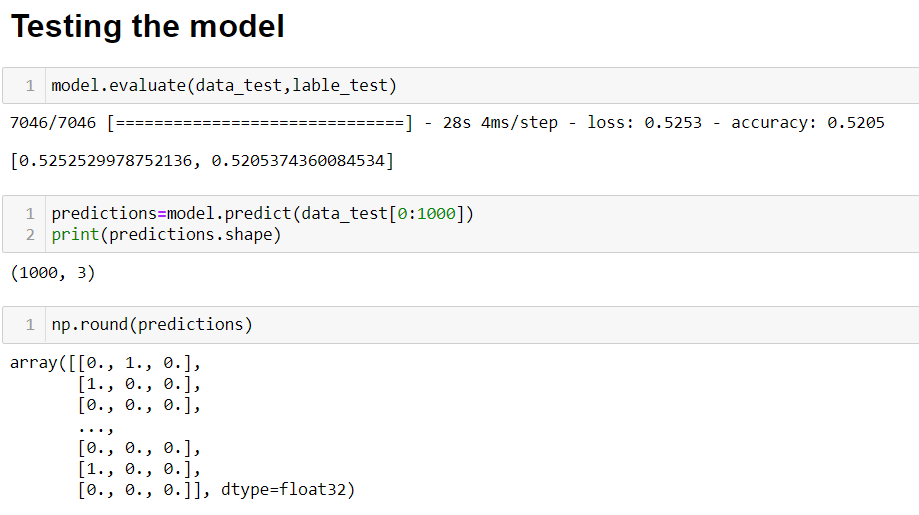 Testing the model
1 model.evaluate(data_test,lable_test)
7046/7046 [==============================] - 28s 4ms/step - loss: 0.5253 - accuracy: 0.5205
[0.5252529978752136, 0.5205374360084534]
1 predictions=model.predict(data_test[0:1000])
2 print(predictions.shape)
(1000, 3)
1 np.round(predictions)
array([[0., 1., 0.],
[1., 0., 0.],
[0., 0., 0.],
...,
[0., 0., 0.],
[1., 0., 0.],
[0., 0., 0.]], dtype=float32)